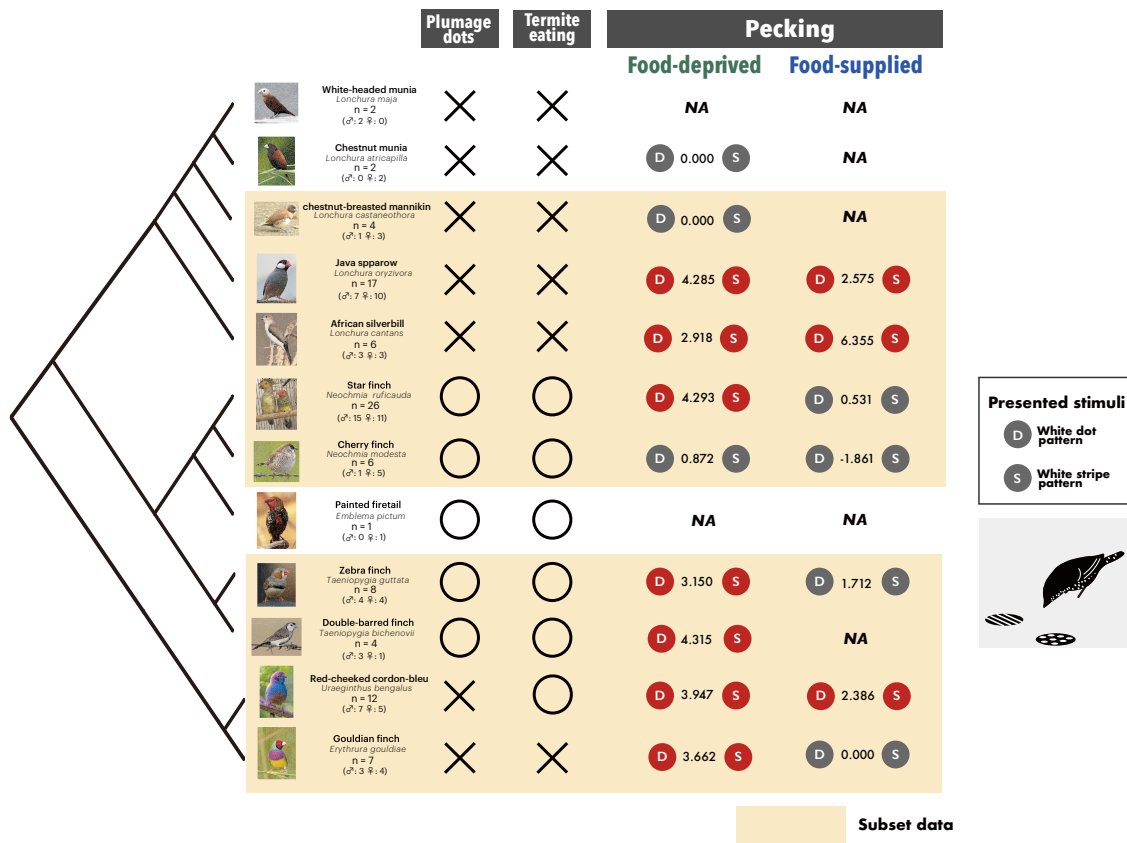 Plumage dots
Termite eating
Pecking
Food-deprived
Food-supplied
White-headed munia
Lonchura maja
n = 2
(♂: 2 ♀: 0)
NA
NA
Chestnut munia
Lonchura atricapilla
n = 2
(♂: 0 ♀: 2)
D 0.000 S
NA
chestnut-breasted mannikin
Lonchura castaneothora
n = 4
(♂: 1 ♀: 3)
D 0.000 S
NA
Java spparow
Lonchura oryzivora
n = 17
(♂: 7 ♀: 10)
D 4.285 S
D 2.575 S
African silverbill
Lonchura cantans
n = 6
(♂: 3 ♀: 3)
D 2.918 S
D 6.355 S
Star finch
Neochmia ruficauda
n = 26
(♂: 15 ♀: 11)
D 4.293 S
D 0.531 S
Cherry finch
Neochmia modesta
n = 6
(♂: 1 ♀: 5)
D 0.872 S
D -1.861 S
Painted firetail
Emblema pictum
n = 1
(♂: 0 ♀: 1)
NA
NA
Zebra finch
Taeniopygia guttata
n = 8
(♂: 4 ♀: 4)
D 3.150 S
D 1.712 S
Double-barred finch
Taeniopygia bichenovii
n = 4
(♂: 3 ♀: 1)
D 4.315 S
NA
Red-cheeked cordon-bleu
Uraeginthus bengalus
n = 12
(♂: 7 ♀: 5)
D 3.947 S
D 2.386 S
Gouldian finch
Erythrura gouldiae
n = 7
(♂: 3 ♀: 4)
D 3.662 S
D 0.000 S
Presented stimuli
D White dot
pattern
S White stripe
pattern
Subset data